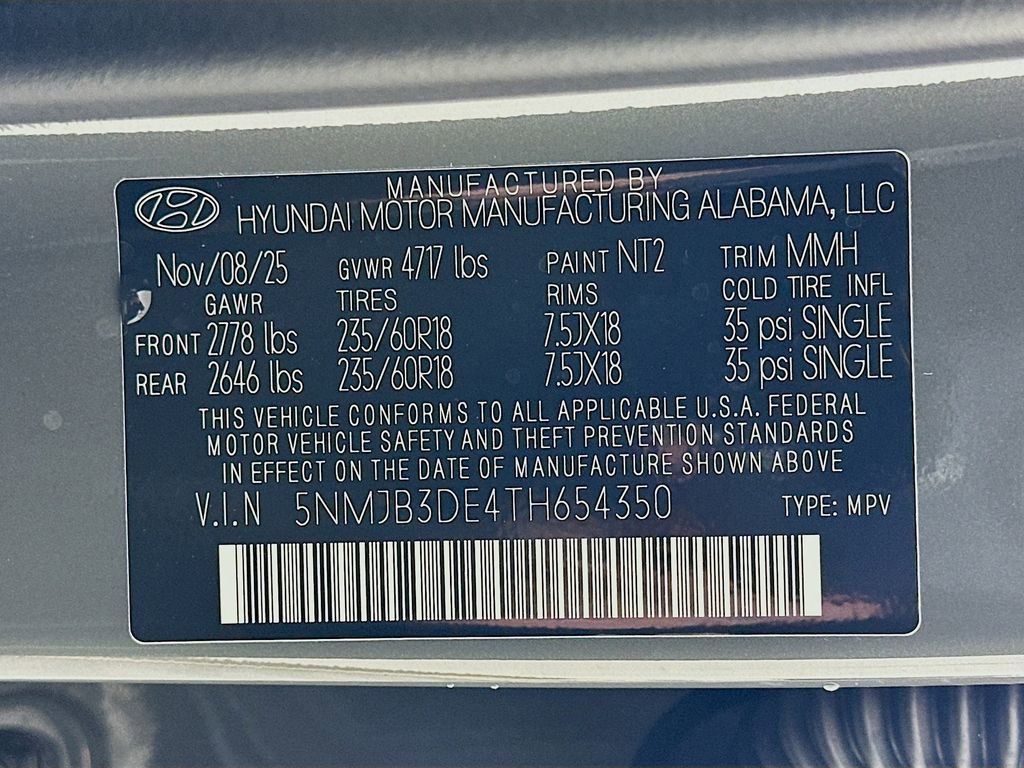 MANUFACTURED BY
HYUNDAI MOTOR MANUFACTURING ALABAMA, LLC
Nov/08/25 GVWR 4717 lbs PAINT NT2 TRIM MMH
GAWR TIRES RIMS COLD TIRE INFL
FRONT 2778 lbs 235/60R18 7.5JX18 35 psi SINGLE
REAR 2646 lbs 235/60R18 7.5JX18 35 psi SINGLE
THIS VEHICLE CONFORMS TO ALL APPLICABLE U.S.A. FEDERAL
MOTOR VEHICLE SAFETY AND THEFT PREVENTION STANDARDS
IN EFFECT ON THE DATE OF MANUFACTURE SHOWN ABOVE
V.I.N 5NMJB3DE4TH654350 TYPE: MPV